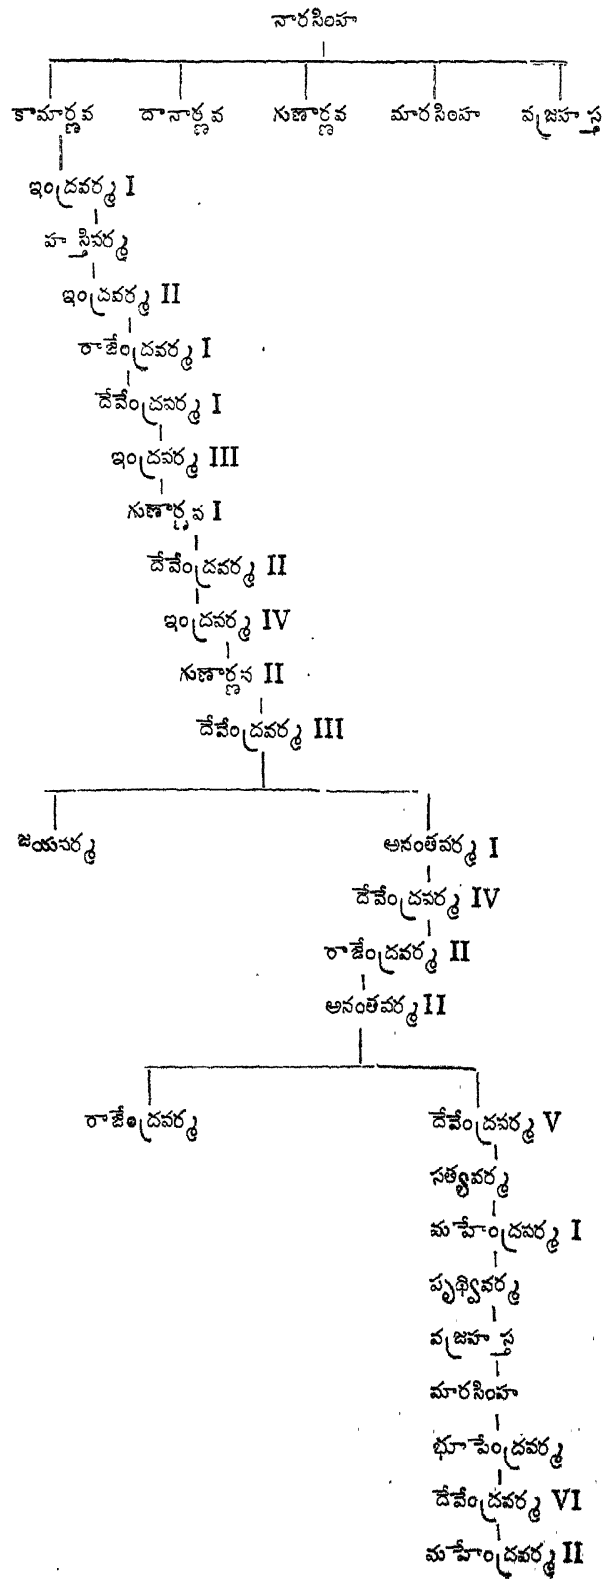 నారసింహ
కామార్ణవ దానార్ణవ గుణార్ణవ మారసింహ వజ్రహస్త
ఇంద్రవర్మ I
హస్తివర్మ
ఇంద్రవర్మ II
రాజేంద్రవర్మ I
దేవేంద్రవర్మ I
ఇంద్రవర్మ III
గుణార్ణవ I
దేవేంద్రవర్మ II
ఇంద్రవర్మ IV
గుణార్ణవ II
దేవేంద్రవర్మ III
జయవర్మ అనంతవర్మ I
దేవేంద్రవర్మ IV
రాజేంద్రవర్మ II
అనంతవర్మ II
రాజేంద్రవర్మ దేవేంద్రవర్మ V
సత్యవర్మ
మహేంద్రవర్మ I
పృథ్వివర్మ
వజ్రహస్త
మారసింహ
భూపేంద్రవర్మ
దేవేంద్రవర్మ VI
మహేంద్రవర్మ II